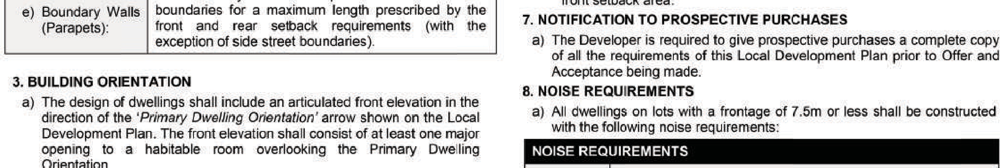 e) Boundary Walls
(Parapets):
boundaries for a maximum length prescribed by the
front and rear setback requirements (with the
exception of side street boundaries).
3. BUILDING ORIENTATION
a) The design of dwellings shall include an articulated front elevation in the
direction of the 'Primary Dwelling Orientation' arrow shown on the Local
Development Plan. The front elevation shall consist of at least one major
opening to a habitable room overlooking the Primary Dwelling
Orientation
front setback area.
7. NOTIFICATION TO PROSPECTIVE PURCHASES
a) The Developer is required to give prospective purchases a complete copy
of all the requirements of this Local Development Plan prior to Offer and
Acceptance being made.
8. NOISE REQUIREMENTS
a) All dwellings on lots with a frontage of 7.5m or less shall be constructed
with the following noise requirements:
NOISE REQUIREMENTS